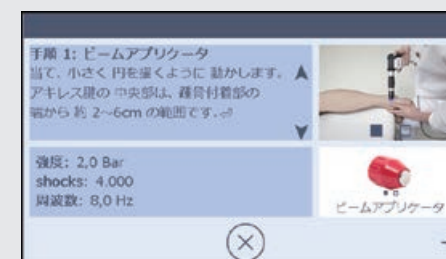 手順 1: ビームアプリケータ
当て、小さく 円を描くように 動かします。
アキレス腱の 中央部は、踵骨付着部の
端から 約 2~6cm の範囲です。⏎
強度: 2,0 Bar
shocks: 4.000
周波数: 8,0 Hz
ビームアプリケータ